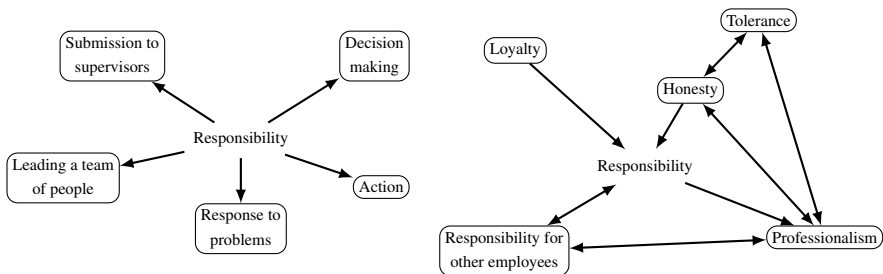 Submission to
supervisors
Decision
making
Responsibility
Leading a team
of people
Action
Response to
problems
Tolerance
Loyalty
Honesty
Responsibility
Responsibility for
other employees
Professionalism